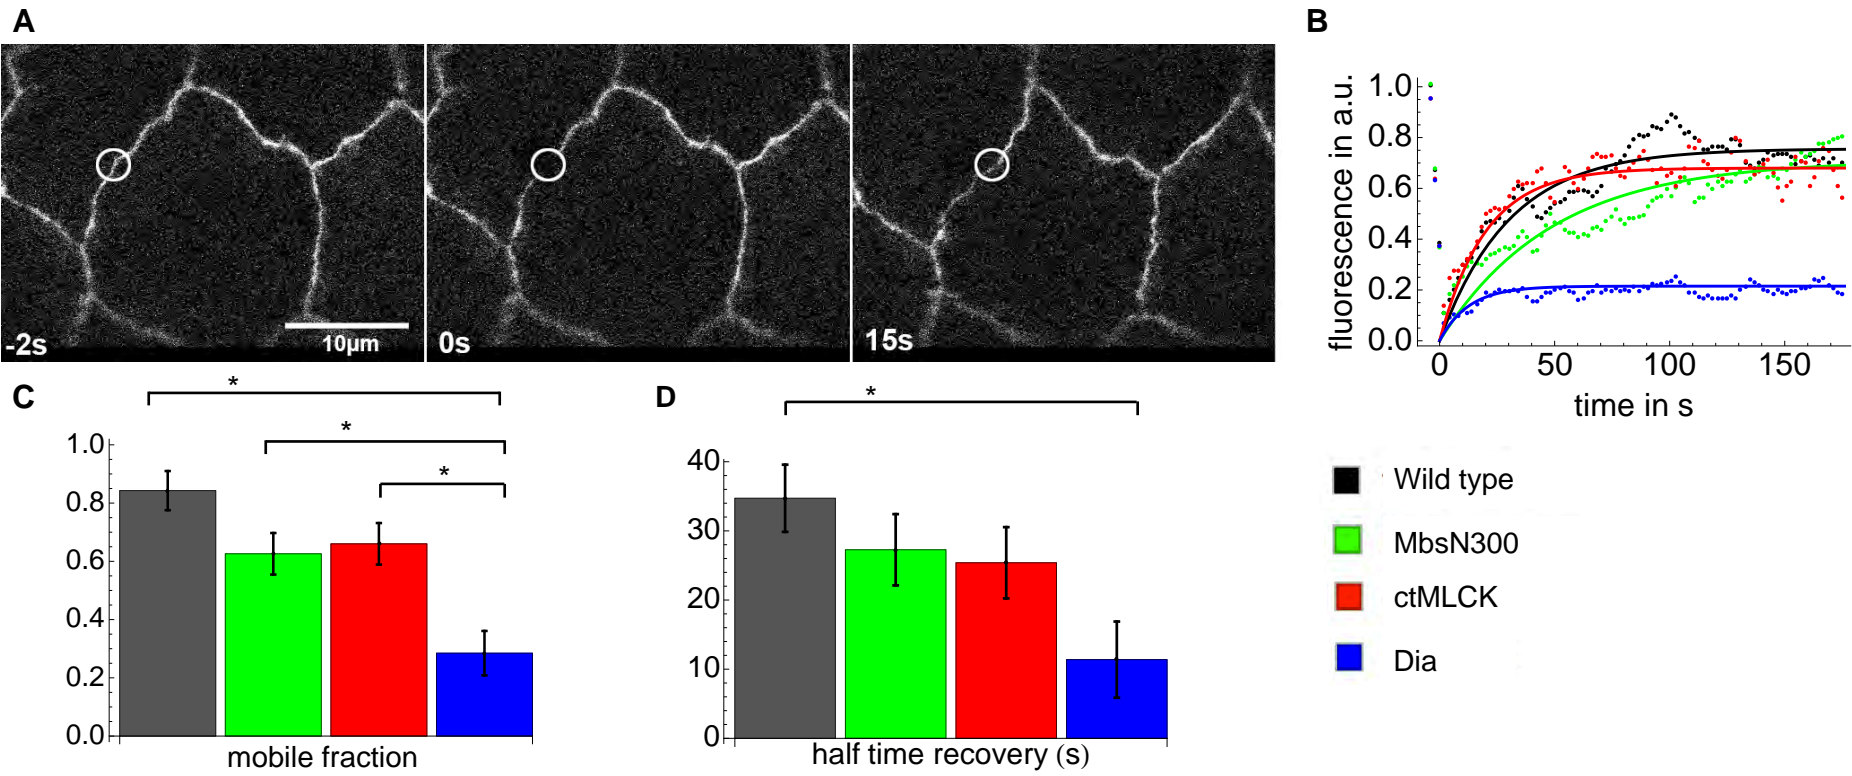 A
-2s
10µm
0s
15s
B
fluorescence in a.u.
1.0
0.8
0.6
0.4
0.2
0.0
0 50 100 150
time in s
C
*
*
*
1.0
0.8
0.6
0.4
0.2
0.0
mobile fraction
D
*
40
30
20
10
0
half time recovery (s)
Wild type
MbsN300
ctMLCK
Dia